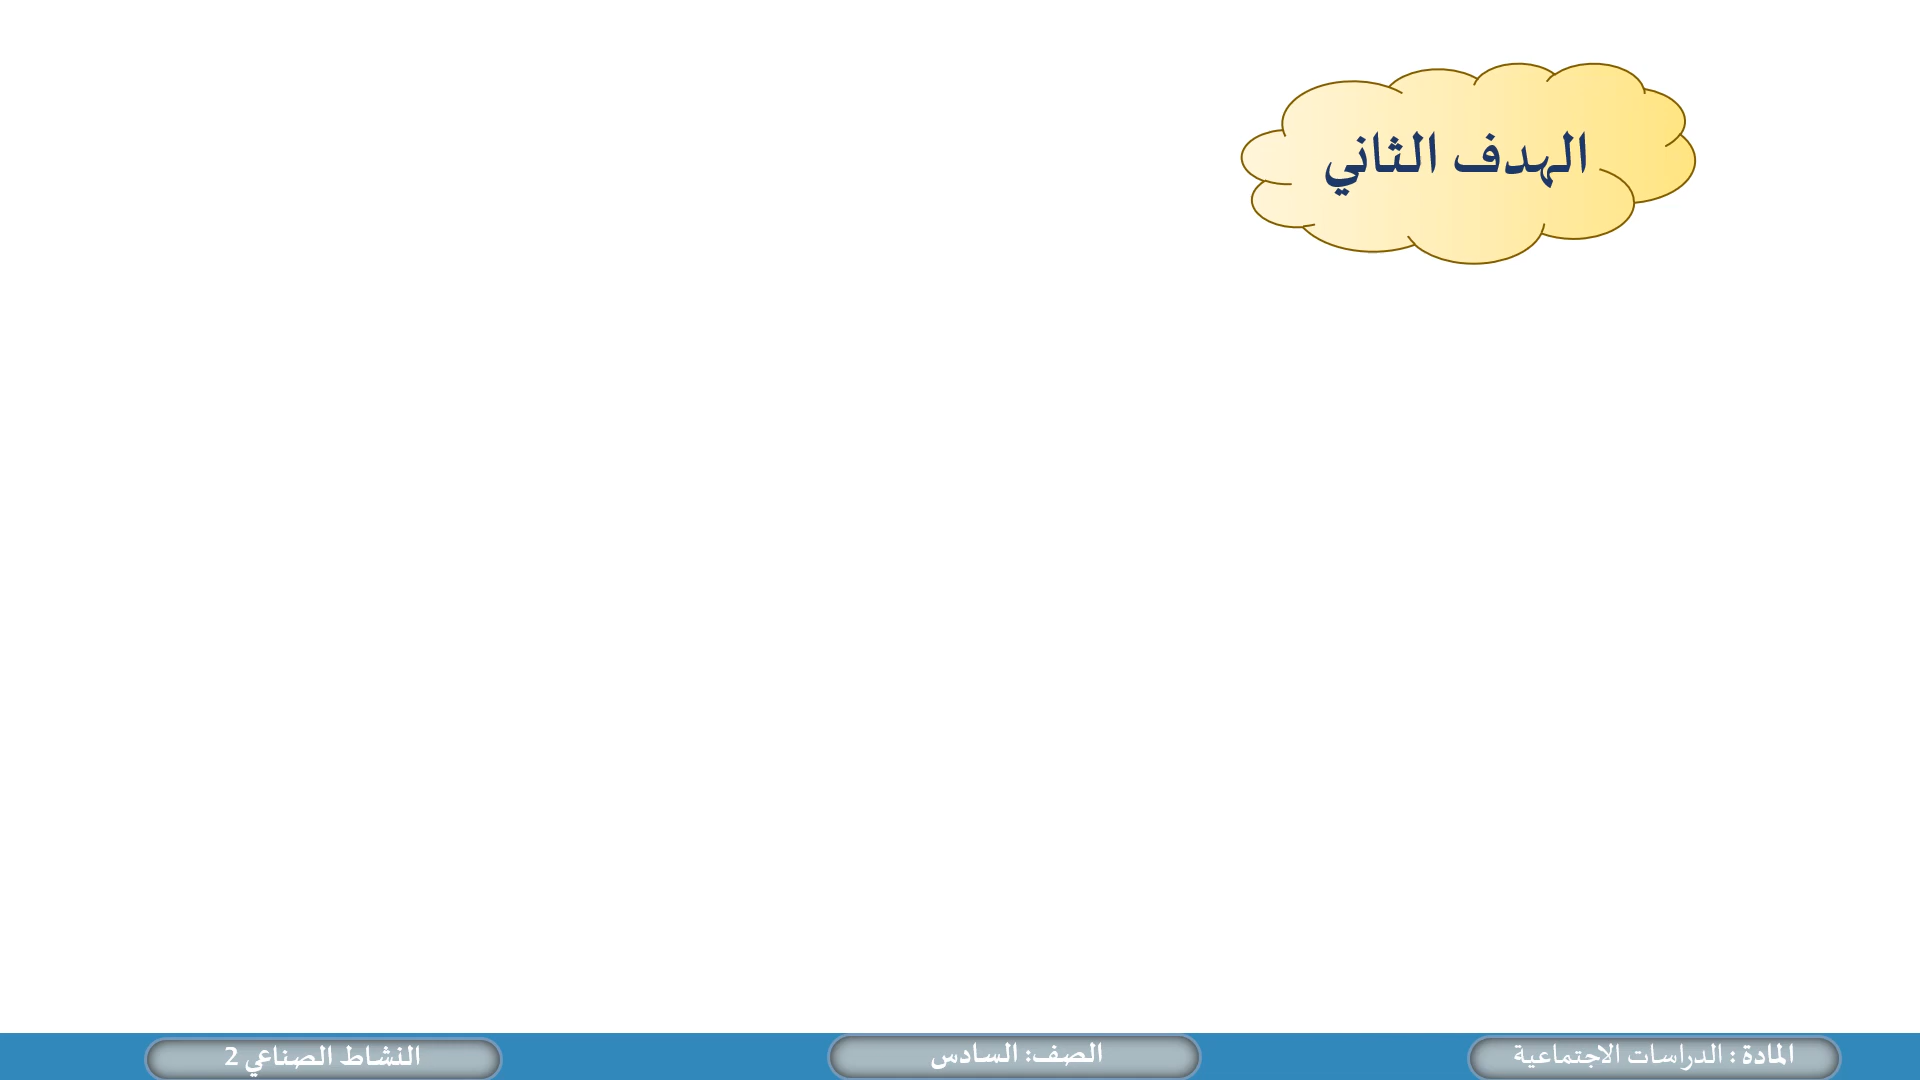 الهدف الثاني
المادة : الدراسات الاجتماعية
الصف: السادس
النشاط الصناعي 2